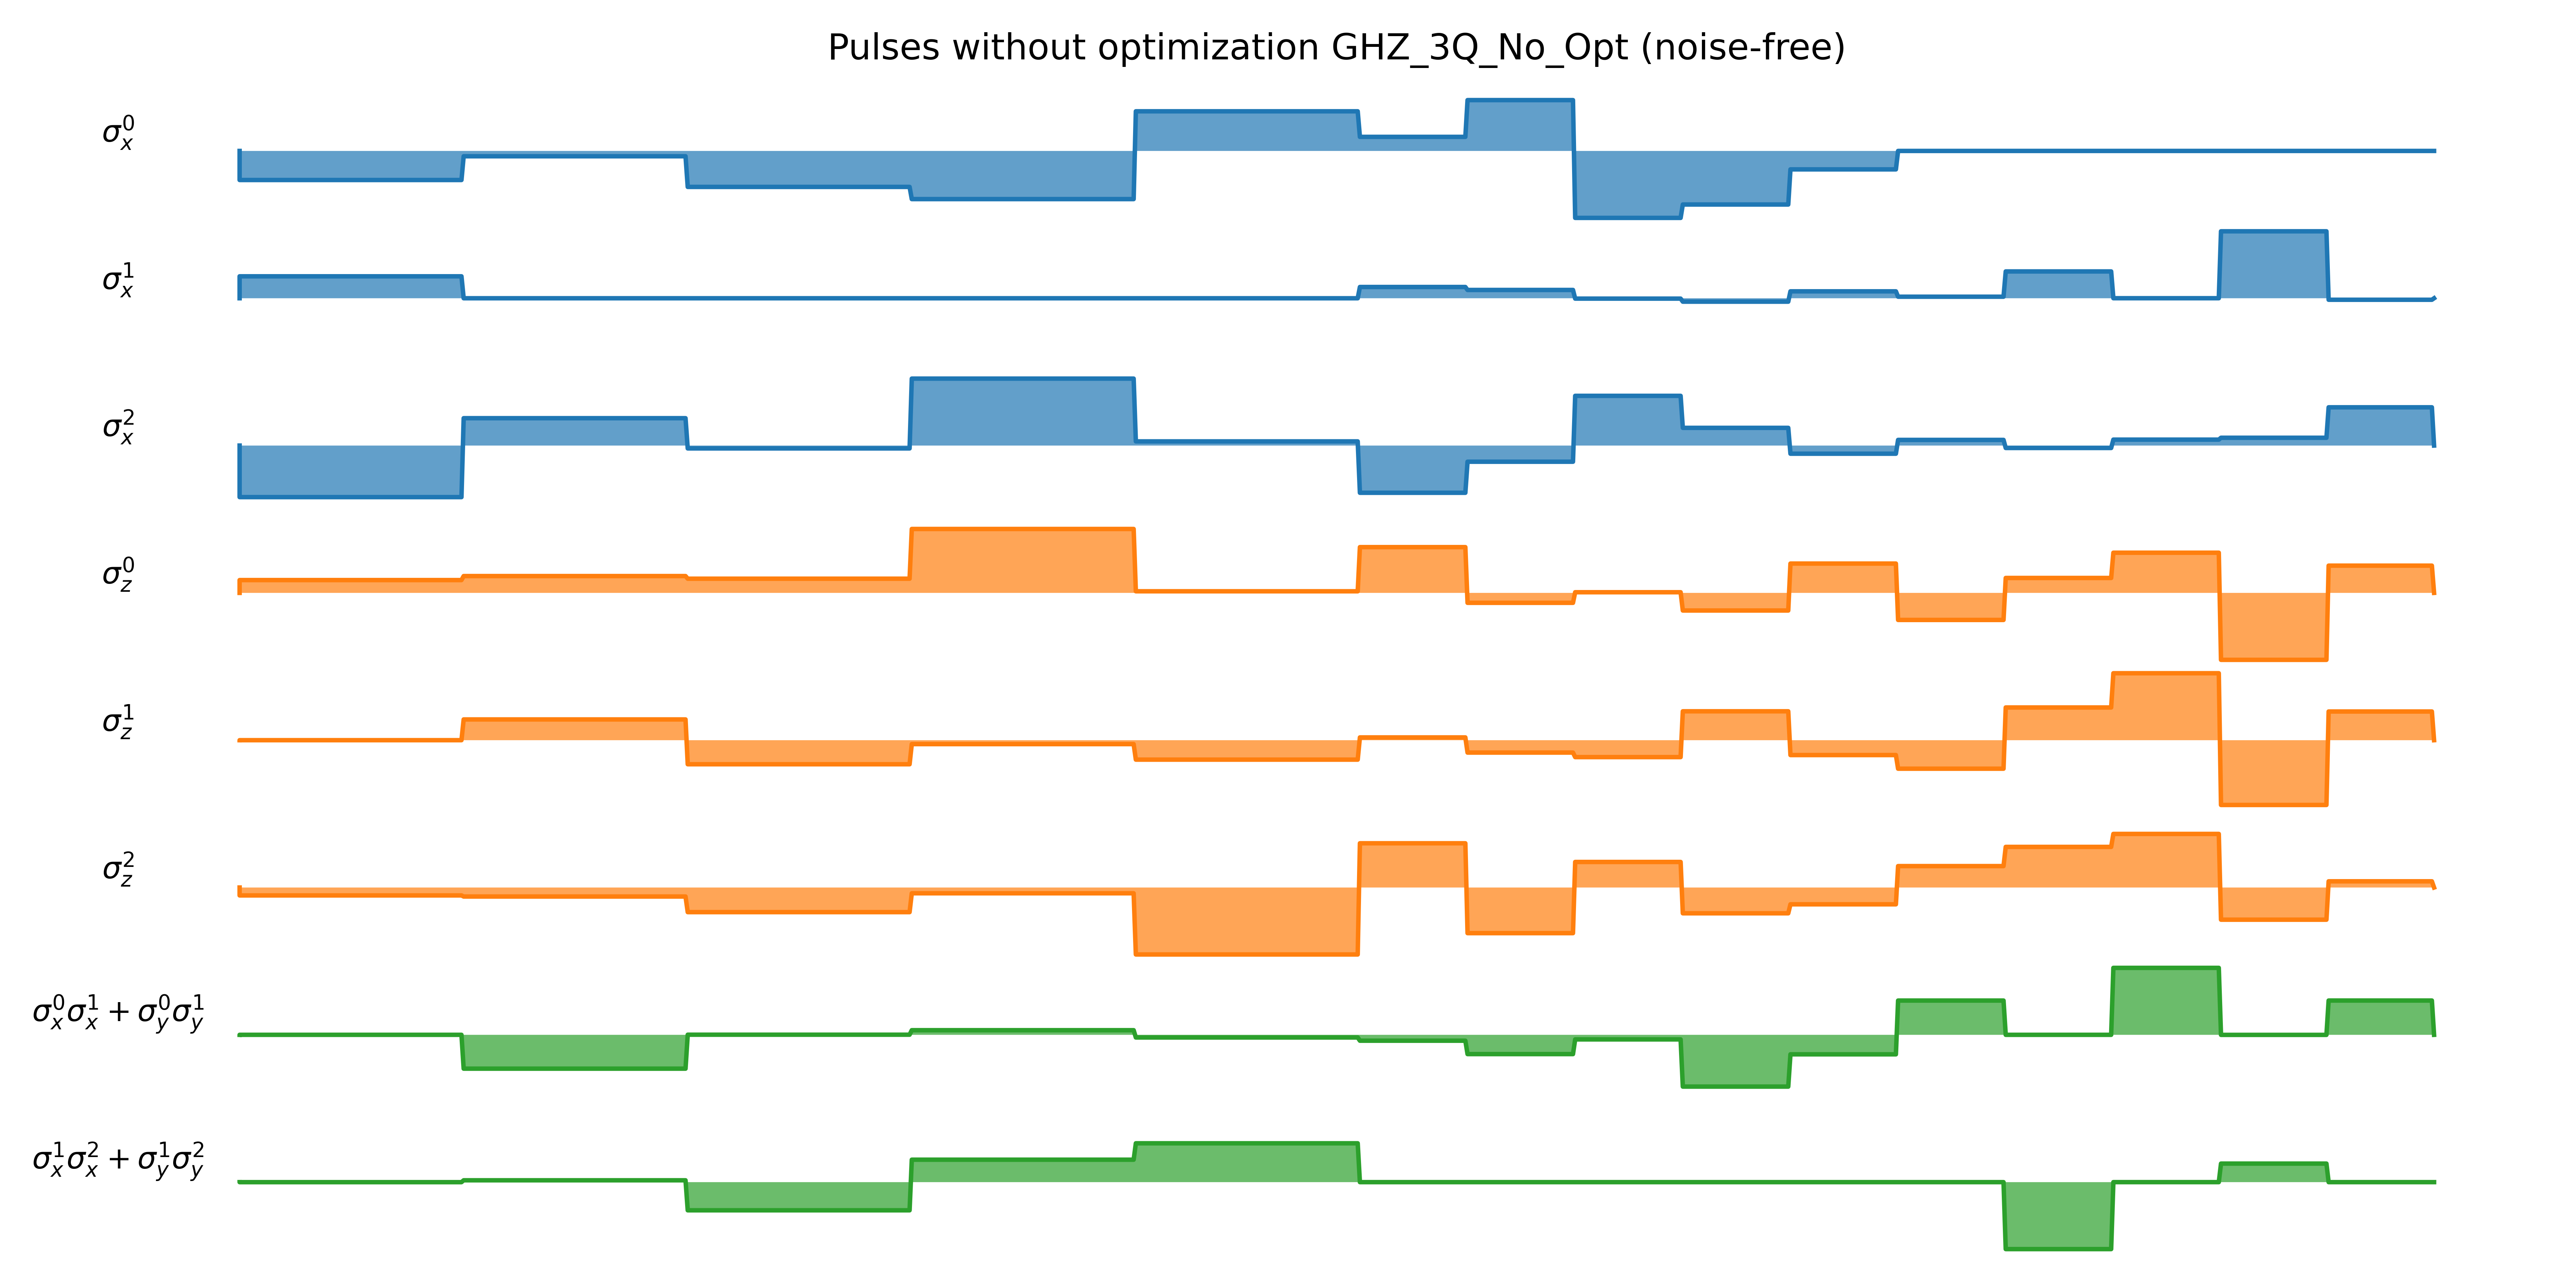 Pulses without optimization GHZ_3Q_No_Opt (noise-free)
σ_x^0
σ_x^1
σ_x^2
σ_z^0
σ_z^1
σ_z^2
σ_x^0σ_x^1 + σ_y^0σ_y^1
σ_x^1σ_x^2 + σ_y^1σ_y^2